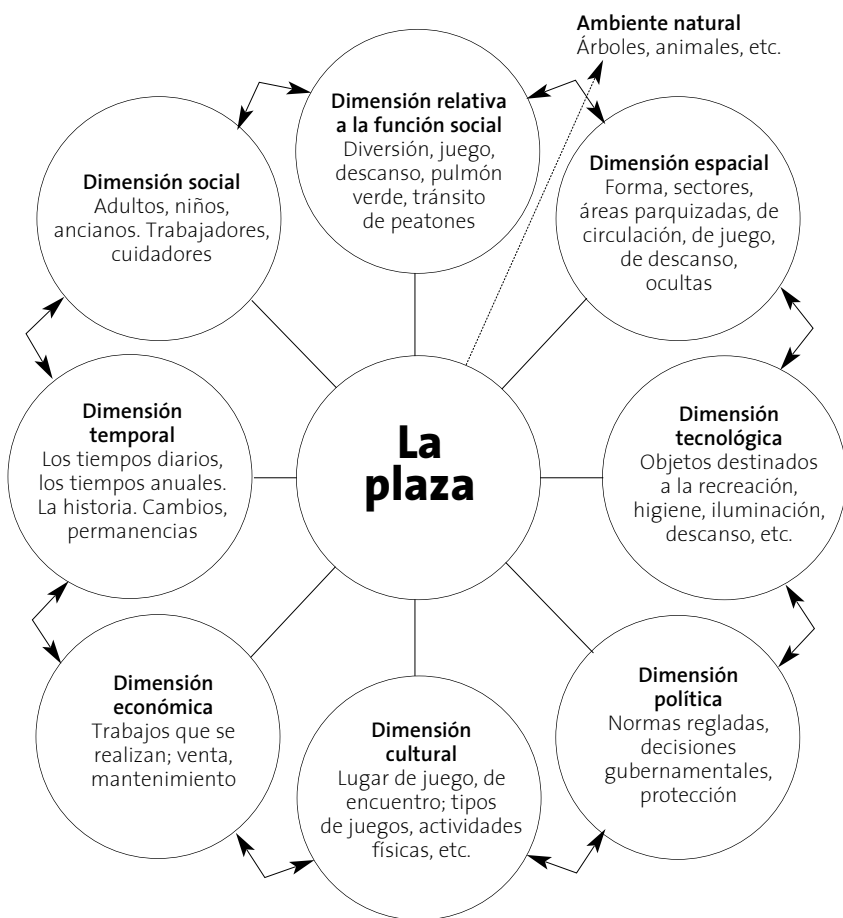 Ambiente natural
Árboles, animales, etc.
Dimensión relativa
a la función social
Diversión, juego,
descanso, pulmón
verde, tránsito
de peatones
Dimensión social
Adultos, niños,
ancianos. Trabajadores,
cuidadores
Dimensión espacial
Forma, sectores,
áreas parquizadas, de
circulación, de juego,
de descanso,
ocultas
Dimensión
temporal
Los tiempos diarios,
los tiempos anuales.
La historia. Cambios,
permanencias
La
plaza
Dimensión
tecnológica
Objetos destinados
a la recreación,
higiene, iluminación,
descanso, etc.
Dimensión
económica
Trabajos que se
realizan; venta,
mantenimiento
Dimensión
cultural
Lugar de juego, de
encuentro; tipos
de juegos, actividades
físicas, etc.
Dimensión
política
Normas regladas,
decisiones
gubernamentales,
protección